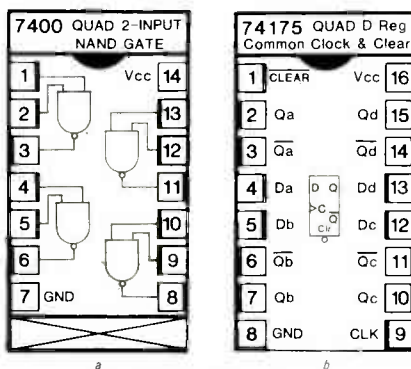 7400 QUAD 2-INPUT
NAND GATE
1 Vcc 14
2 13
3 12
4 11
5 10
6 9
7 GND 8
a
74175 QUAD D Reg
Common Clock & Clear
1 CLEAR Vcc 16
2 Qa Qd 15
3 Qa Qd 14
4 Da D Q Dd 13
>C
5 Db Q Dc 12
Clr
6 Qb Qc 11
7 Qb Qc 10
8 GND CLK 9
b